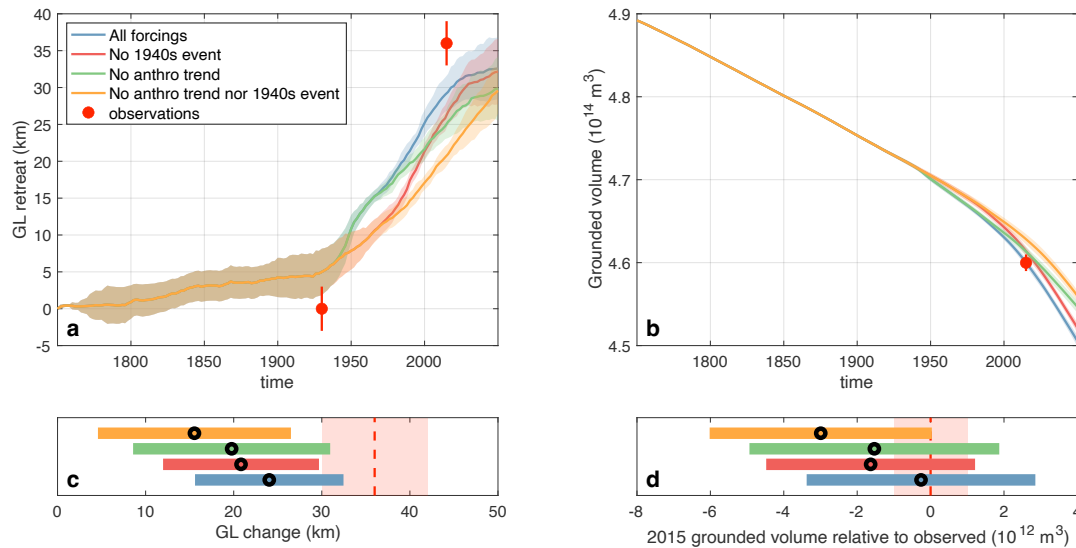 40
35
30
25
20
15
10
5
0
-5
GL retreat (km)
All forcings
No 1940s event
No anthro trend
No anthro trend nor 1940s event
observations
a
1800 1850 1900 1950 2000
time
4.9
4.8
4.7
4.6
4.5
Grounded volume (10^14 m^3)
b
1800 1850 1900 1950 2000
time
c
0 10 20 30 40 50
GL change (km)
d
-8 -6 -4 -2 0 2 4
2015 grounded volume relative to observed (10^12 m^3)